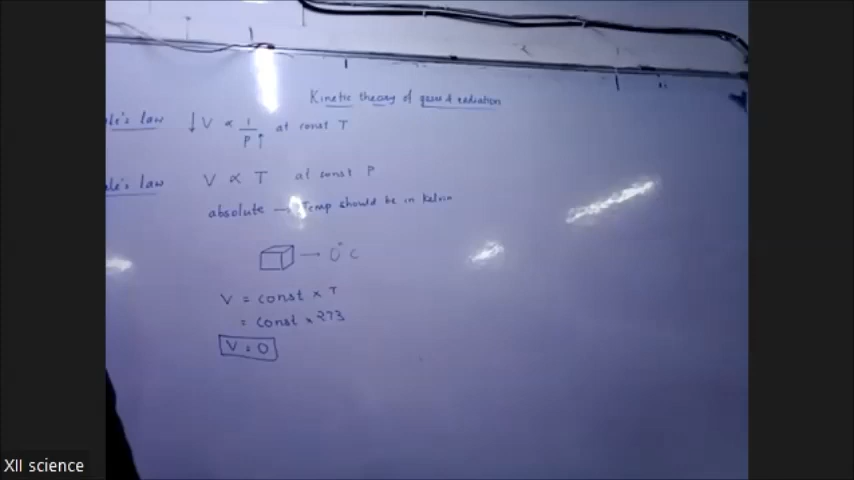 Kinetic theory of gases & radiation
le's law ↓ V ∝ 1/P ↑ at const T
le's law V ∝ T at const P
absolute → Temp should be in kelvin
→ 0° C
V = const × T
= const × 273
V = 0
XII science